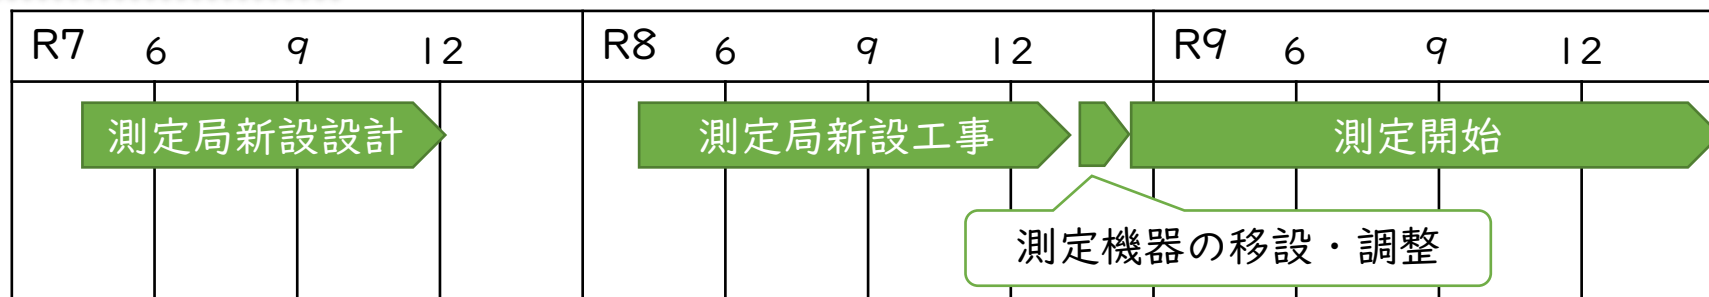 R7 6 9 12 R8 6 9 12 R9 6 9 12
測定局新設設計 測定局新設工事 測定開始
測定機器の移設・調整